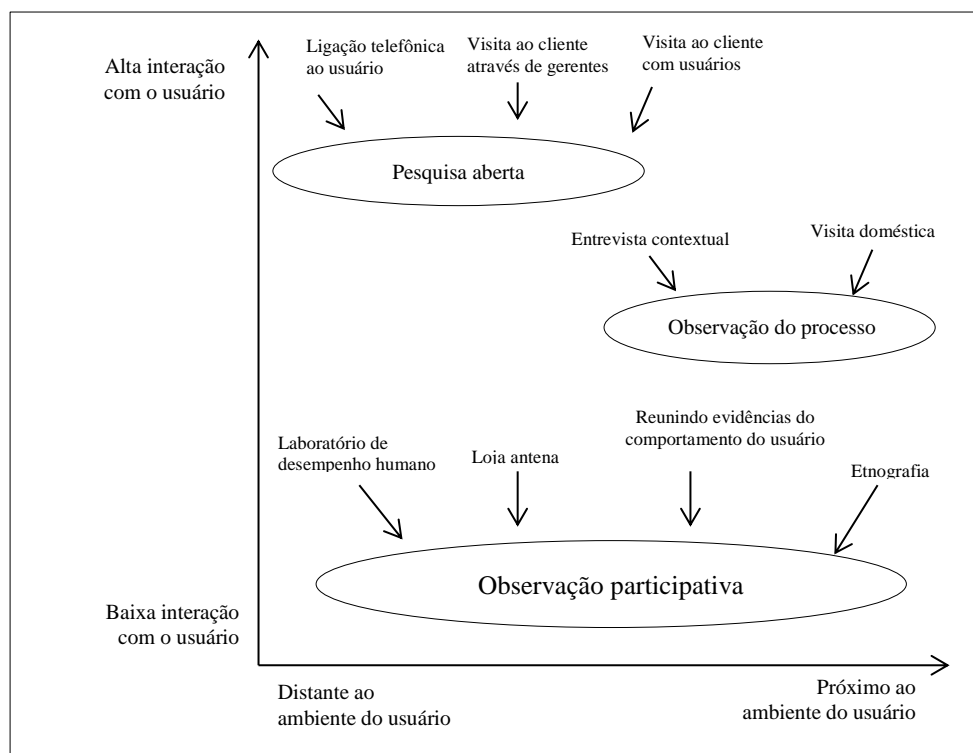 Alta interação
com o usuário
Ligação telefônica
ao usuário
Visita ao cliente
através de gerentes
Visita ao cliente
com usuários
Pesquisa aberta
Entrevista contextual
Visita doméstica
Observação do processo
Laboratório de
desempenho humano
Loja antena
Reunindo evidências do
comportamento do usuário
Etnografia
Observação participativa
Baixa interação
com o usuário
Distante ao
ambiente do usuário
Próximo ao
ambiente do usuário